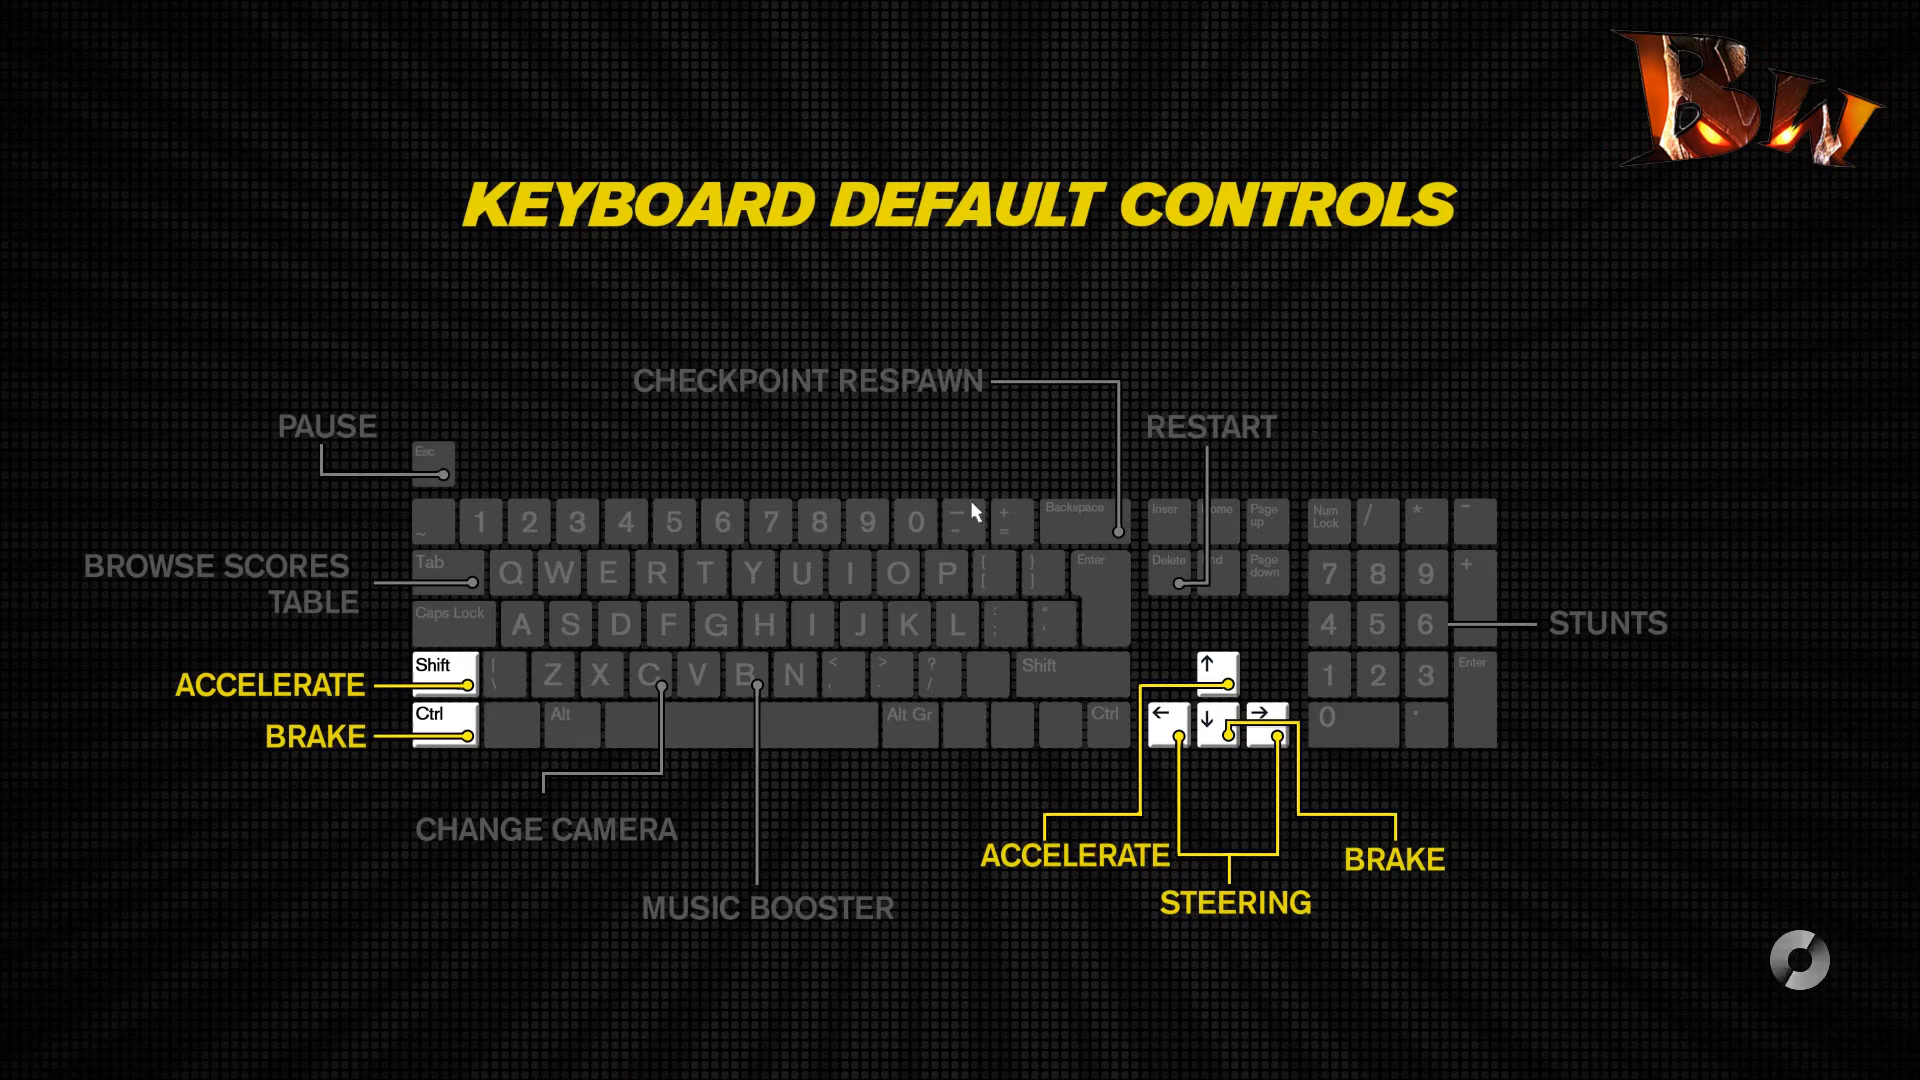 BW
KEYBOARD DEFAULT CONTROLS
CHECKPOINT RESPAWN
PAUSE
RESTART
Esc
~ 1 2 3 4 5 6 7 8 9 0 — - + = Backspace Inser Page up Num Lock / * -
BROWSE SCORES
TABLE
Tab Q W E R T Y U I O P { [ } ] Enter Delete Page down 7 8 9 +
Caps Lock A S D F G H I J K L : ; " ' 4 5 6
STUNTS
ACCELERATE
Shift | \ Z X C V B N < , > . ? / Shift ↑ 1 2 3 Enter
BRAKE
Ctrl Alt Alt Gr Ctrl ← ↓ → 0 .
CHANGE CAMERA
ACCELERATE
BRAKE
STEERING
MUSIC BOOSTER